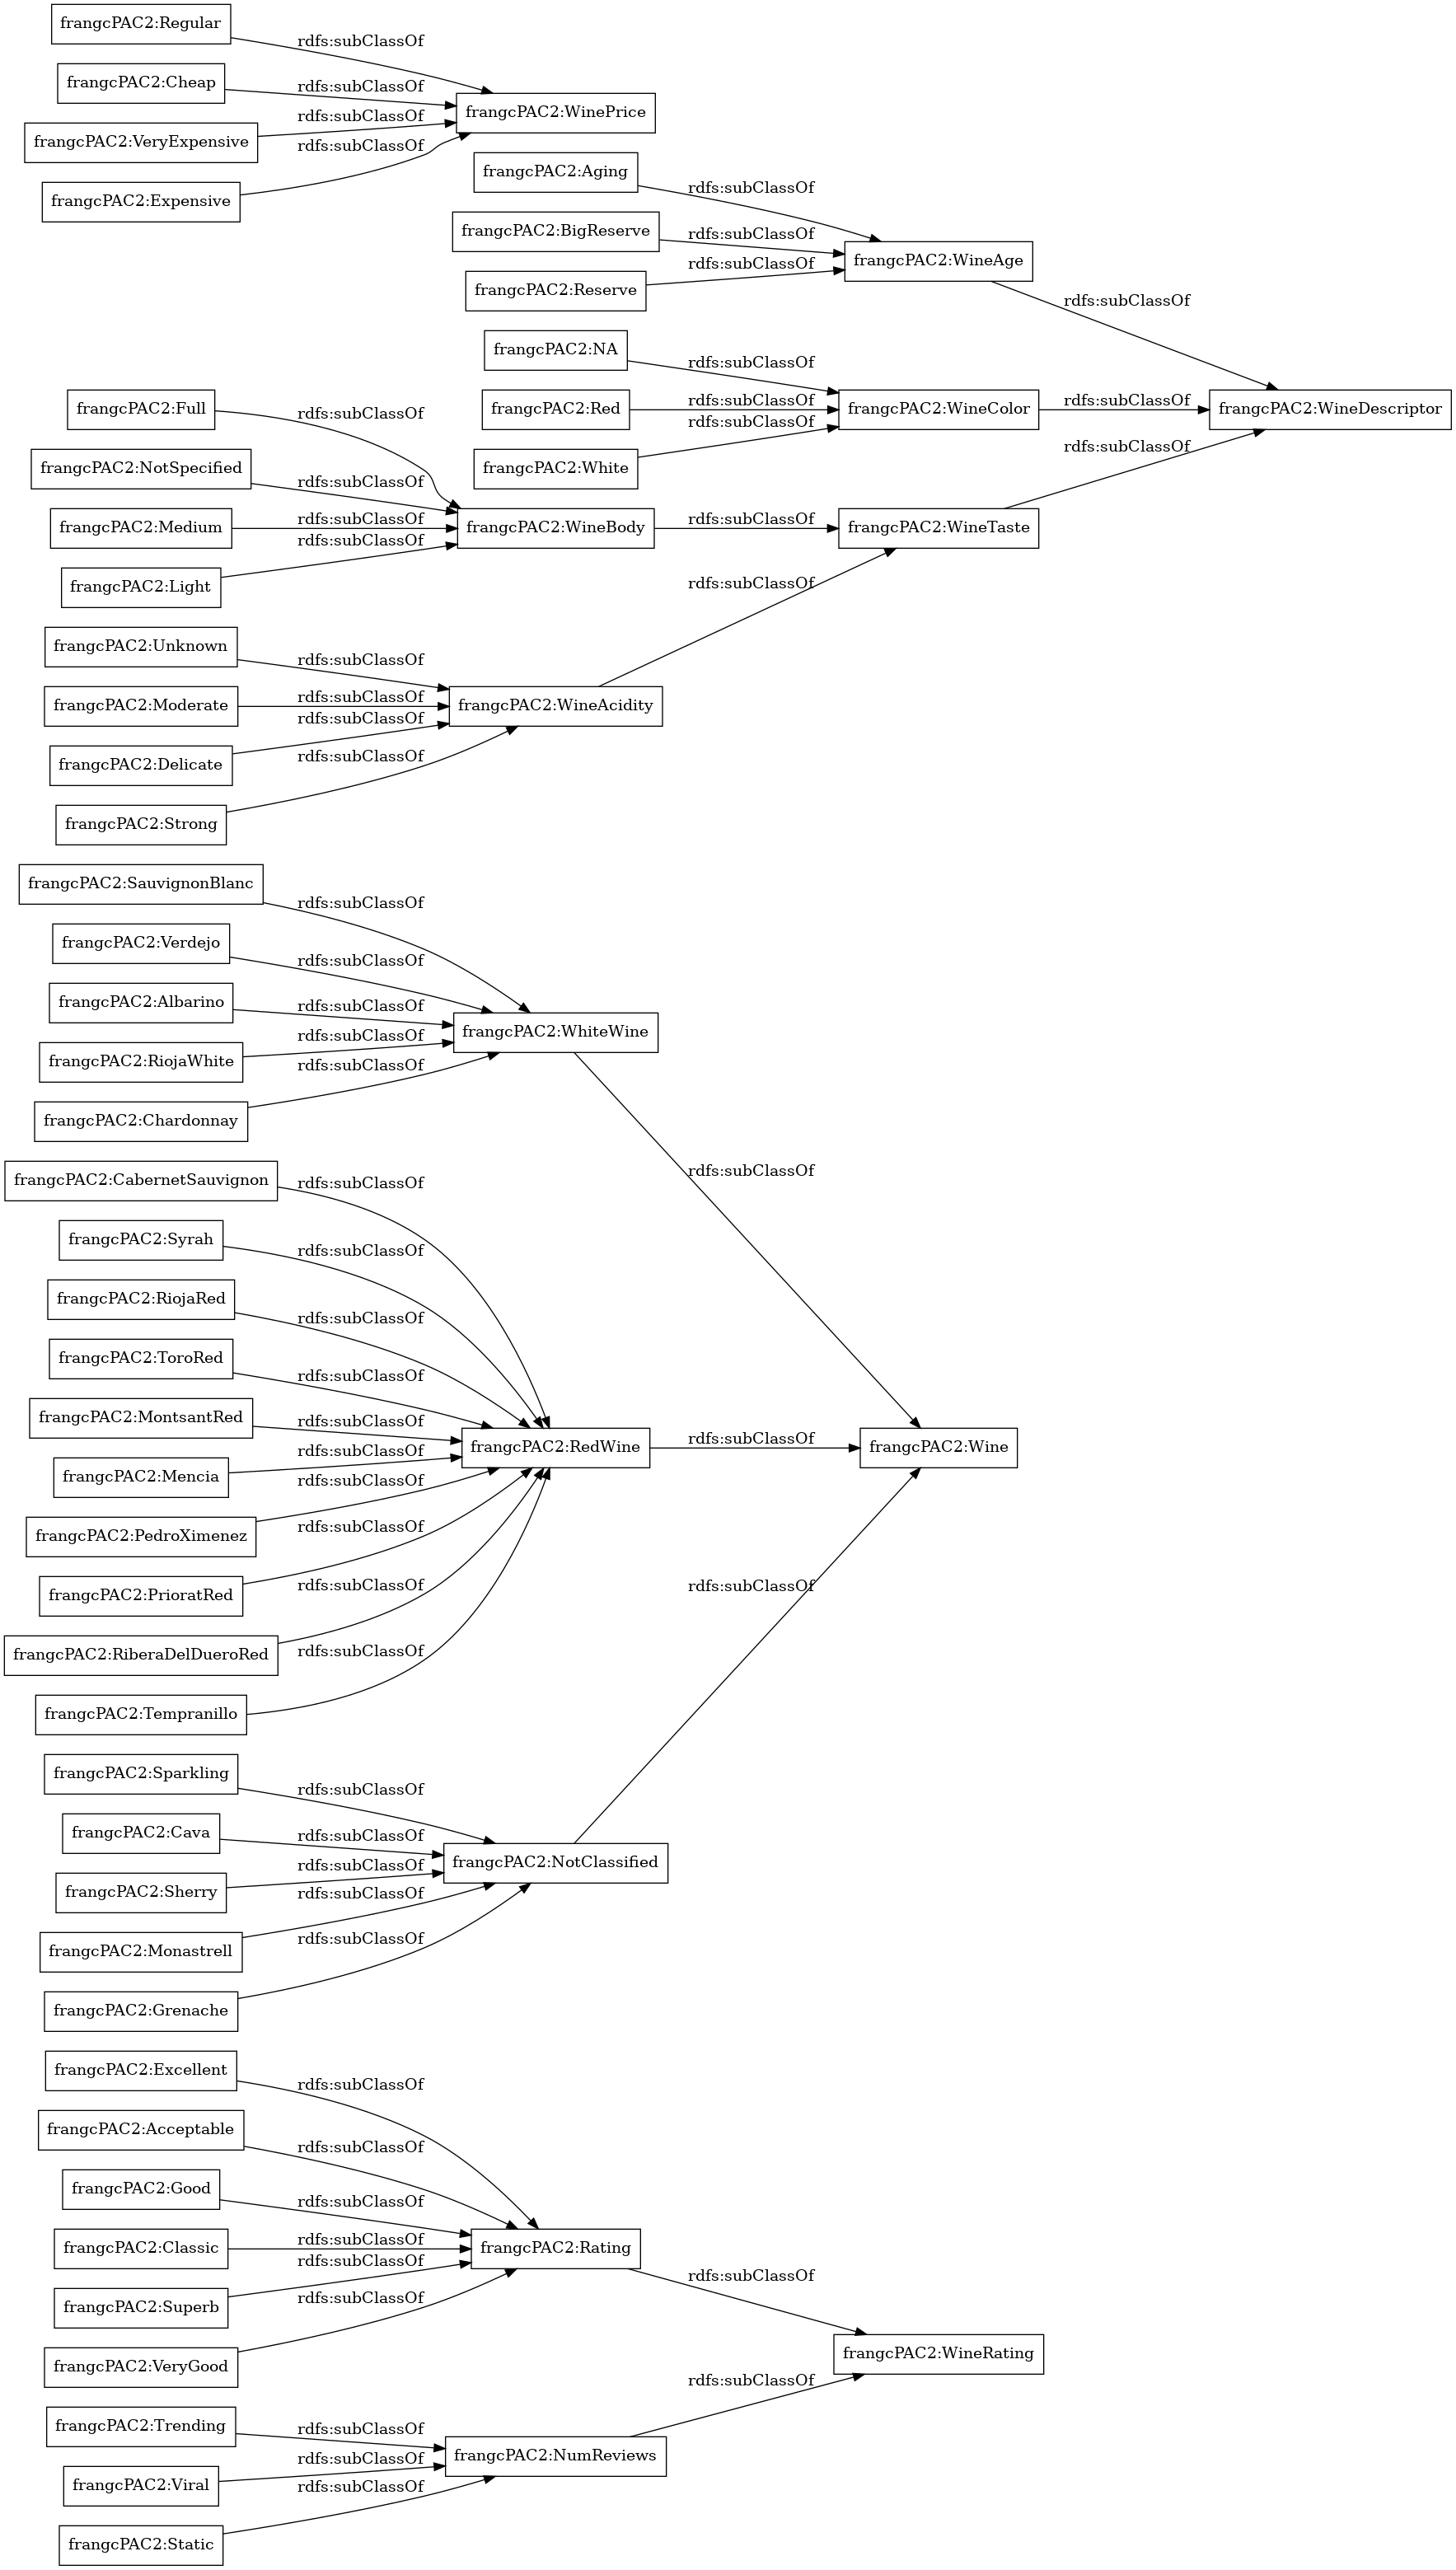 frangcPAC2:Regular
rdfs:subClassOf
frangcPAC2:Cheap
rdfs:subClassOf
frangcPAC2:WinePrice
rdfs:subClassOf
frangcPAC2:VeryExpensive
rdfs:subClassOf
frangcPAC2:Expensive
frangcPAC2:Aging
rdfs:subClassOf
frangcPAC2:BigReserve
rdfs:subClassOf
frangcPAC2:WineAge
rdfs:subClassOf
frangcPAC2:Reserve
rdfs:subClassOf
frangcPAC2:NA
rdfs:subClassOf
frangcPAC2:Red
rdfs:subClassOf
frangcPAC2:WineColor
rdfs:subClassOf
frangcPAC2:WineDescriptor
rdfs:subClassOf
frangcPAC2:White
rdfs:subClassOf
frangcPAC2:Full
rdfs:subClassOf
frangcPAC2:NotSpecified
rdfs:subClassOf
frangcPAC2:Medium
rdfs:subClassOf
frangcPAC2:WineBody
rdfs:subClassOf
frangcPAC2:WineTaste
rdfs:subClassOf
frangcPAC2:Light
rdfs:subClassOf
frangcPAC2:Unknown
rdfs:subClassOf
frangcPAC2:Moderate
rdfs:subClassOf
frangcPAC2:WineAcidity
rdfs:subClassOf
frangcPAC2:Delicate
rdfs:subClassOf
frangcPAC2:Strong
frangcPAC2:SauvignonBlanc
rdfs:subClassOf
frangcPAC2:Verdejo
rdfs:subClassOf
frangcPAC2:Albarino
rdfs:subClassOf
frangcPAC2:WhiteWine
rdfs:subClassOf
frangcPAC2:RiojaWhite
rdfs:subClassOf
frangcPAC2:Chardonnay
rdfs:subClassOf
frangcPAC2:CabernetSauvignon
rdfs:subClassOf
frangcPAC2:Syrah
rdfs:subClassOf
frangcPAC2:RiojaRed
rdfs:subClassOf
frangcPAC2:ToroRed
rdfs:subClassOf
frangcPAC2:MontsantRed
rdfs:subClassOf
frangcPAC2:RedWine
rdfs:subClassOf
frangcPAC2:Wine
rdfs:subClassOf
frangcPAC2:Mencia
rdfs:subClassOf
frangcPAC2:PedroXimenez
rdfs:subClassOf
frangcPAC2:PrioratRed
rdfs:subClassOf
rdfs:subClassOf
frangcPAC2:RiberaDelDueroRed
rdfs:subClassOf
frangcPAC2:Tempranillo
frangcPAC2:Sparkling
rdfs:subClassOf
frangcPAC2:Cava
rdfs:subClassOf
frangcPAC2:NotClassified
rdfs:subClassOf
frangcPAC2:Sherry
rdfs:subClassOf
frangcPAC2:Monastrell
rdfs:subClassOf
frangcPAC2:Grenache
frangcPAC2:Excellent
rdfs:subClassOf
frangcPAC2:Acceptable
rdfs:subClassOf
frangcPAC2:Good
rdfs:subClassOf
frangcPAC2:Classic
rdfs:subClassOf
frangcPAC2:Rating
rdfs:subClassOf
rdfs:subClassOf
frangcPAC2:Superb
rdfs:subClassOf
frangcPAC2:VeryGood
frangcPAC2:WineRating
rdfs:subClassOf
frangcPAC2:Trending
rdfs:subClassOf
frangcPAC2:NumReviews
rdfs:subClassOf
frangcPAC2:Viral
rdfs:subClassOf
frangcPAC2:Static